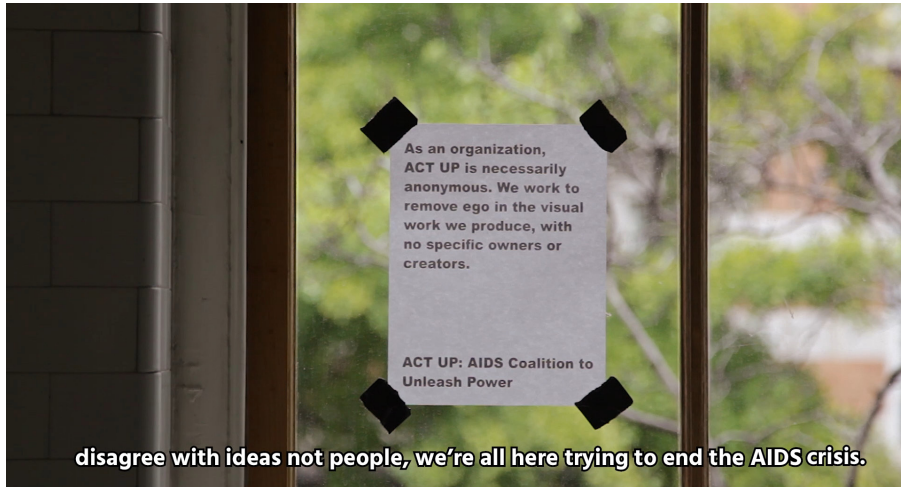 As an organization,
ACT UP is necessarily
anonymous. We work to
remove ego in the visual
work we produce, with
no specific owners or
creators.
ACT UP: AIDS Coalition to
Unleash Power
disagree with ideas not people, we're all here trying to end the AIDS crisis.